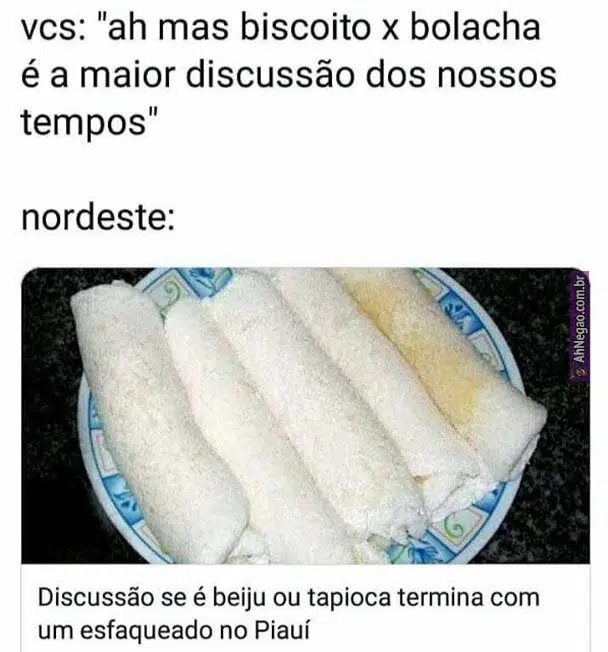 vcs: "ah mas biscoito x bolacha
é a maior discussão dos nossos
tempos"
nordeste:
AhNegao.com.br
Discussão se é beiju ou tapioca termina com
um esfaqueado no Piauí